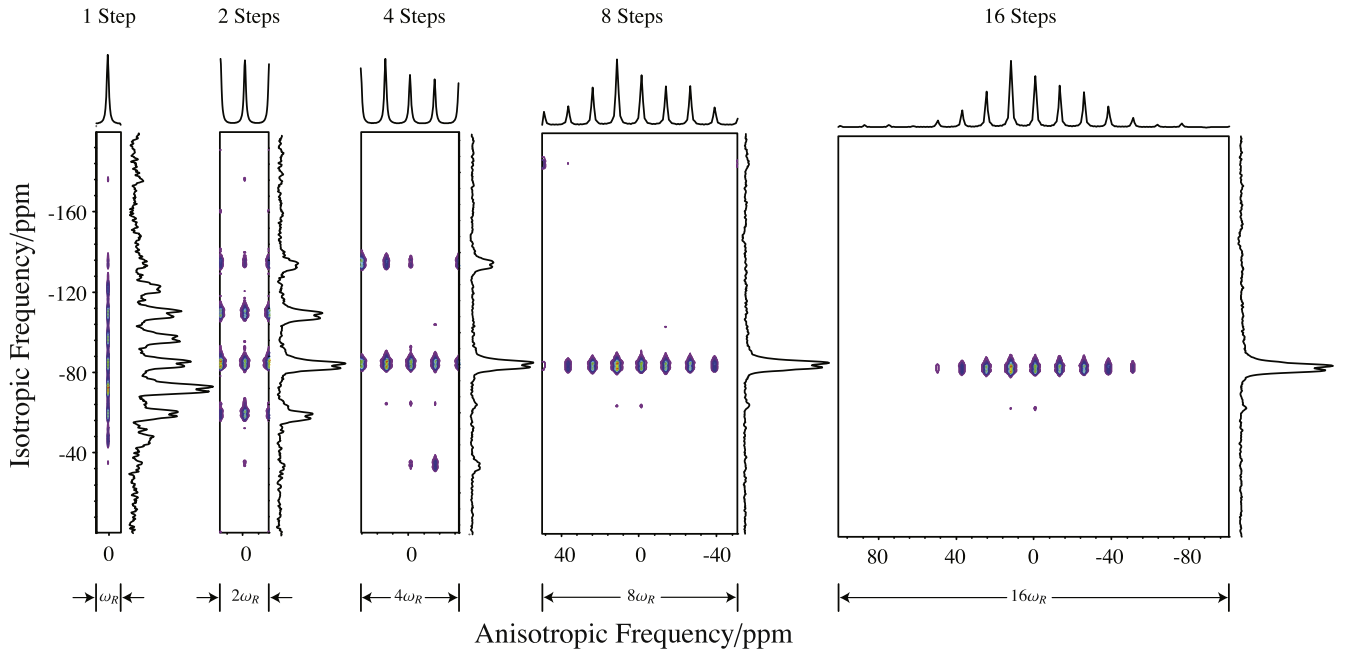 1 Step 2 Steps 4 Steps 8 Steps 16 Steps
Isotropic Frequency/ppm
-160
-120
-80
-40
0 0 0 40 0 -40 80 40 0 -40 -80
ωR 2ωR 4ωR 8ωR 16ωR
Anisotropic Frequency/ppm